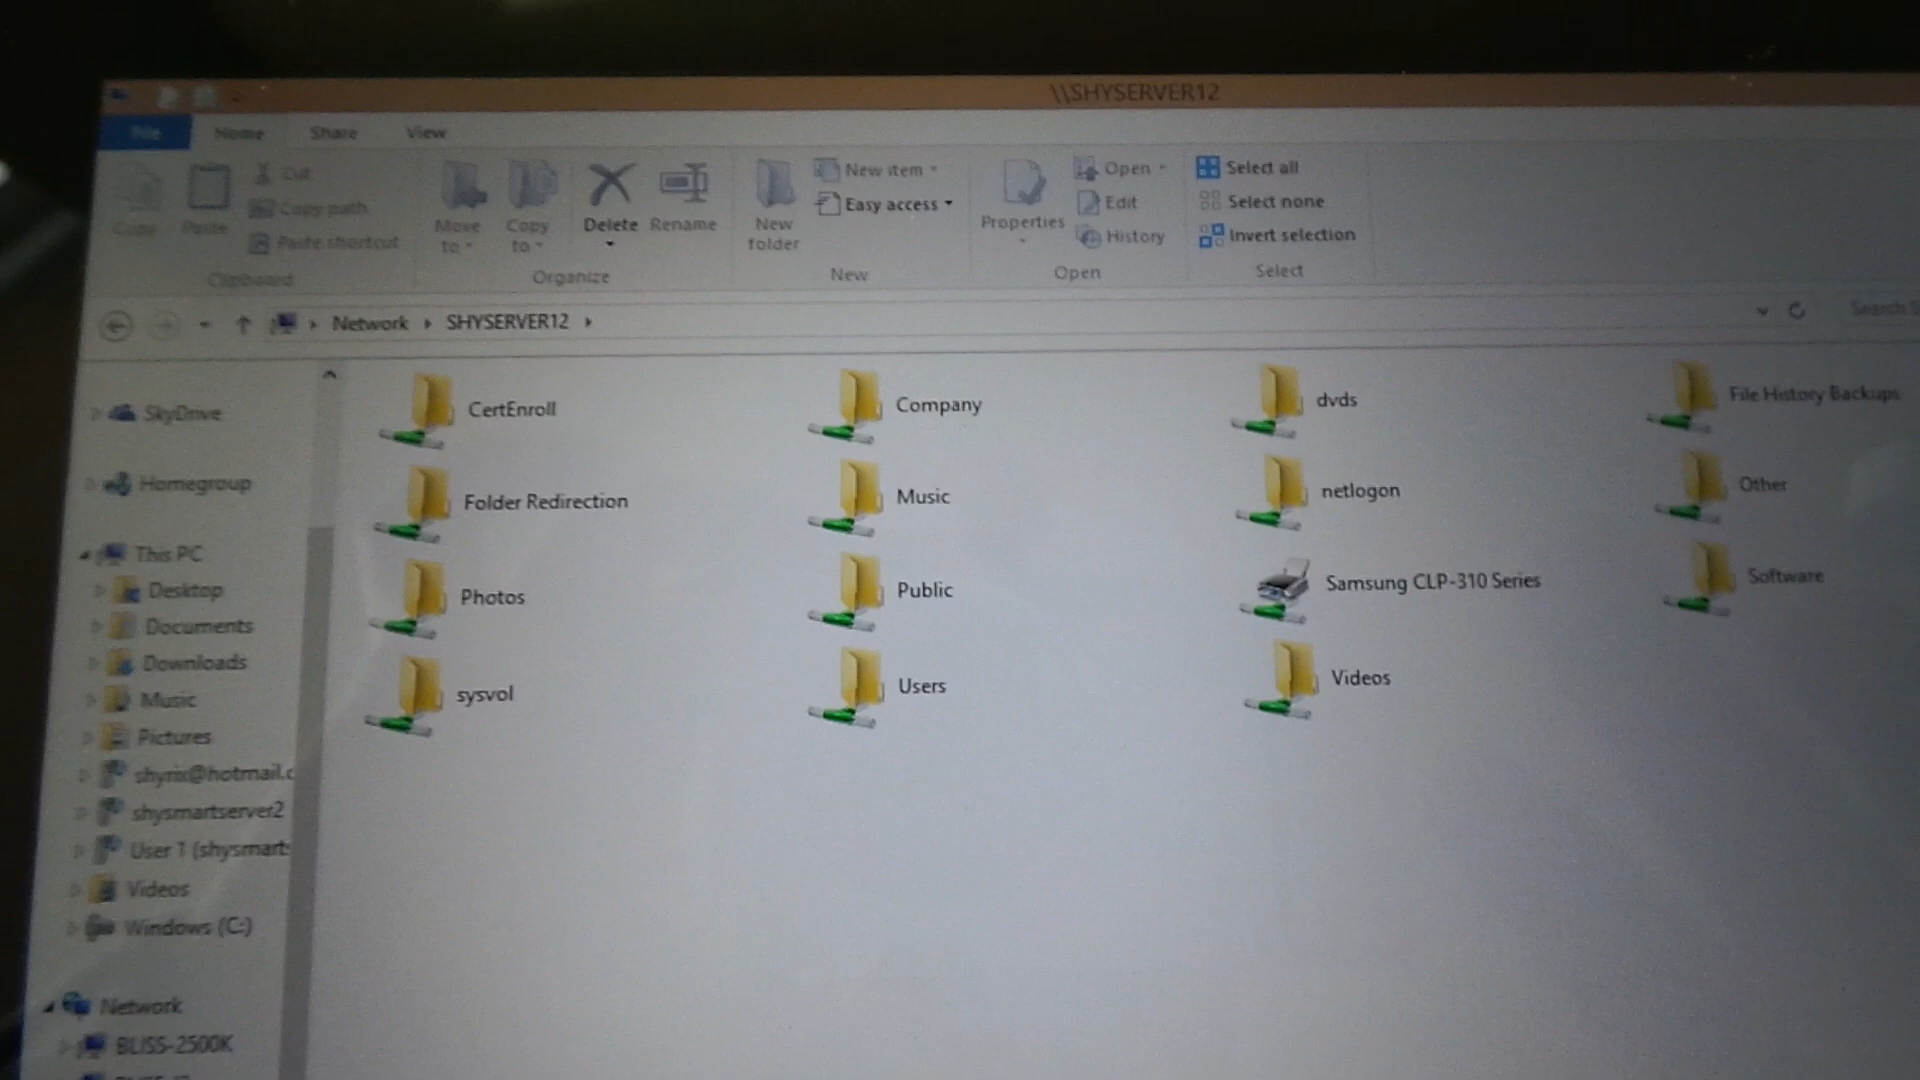 \\SHYSERVER12
File
Home
Share
View
Copy
Paste
Cut
Copy path
Paste shortcut
Clipboard
Move to
Copy to
Delete
Rename
Organize
New folder
New item
Easy access
New
Properties
Open
Edit
History
Open
Select all
Select none
Invert selection
Select
Network
SHYSERVER12
Search S
SkyDrive
Homegroup
This PC
Desktop
Documents
Downloads
Music
Pictures
shyrix@hotmail.c
shysmartserver2
User 1 (shysmarts
Videos
Windows (C:)
Network
BLISS-2500K
CertEnroll
Company
dvds
File History Backups
Folder Redirection
Music
netlogon
Other
Photos
Public
Samsung CLP-310 Series
Software
sysvol
Users
Videos